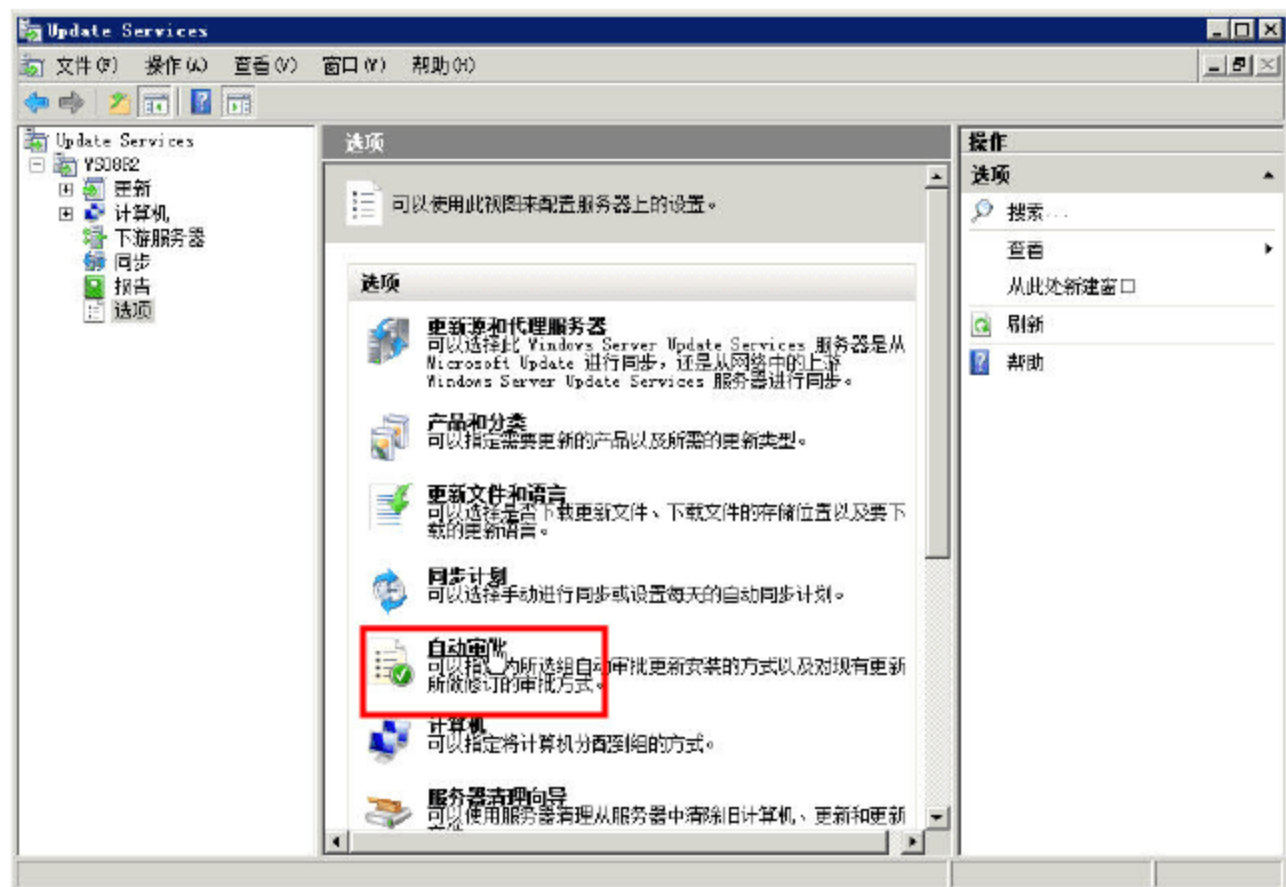 Update Services
文件(F) 操作(A) 查看(V) 窗口(W) 帮助(H)
Update Services
WS08R2
更新
计算机
下游服务器
同步
报告
选项
选项
可以使用此视图来配置服务器上的设置。
选项
更新源和代理服务器
可以选择此 Windows Server Update Services 服务器是从
Microsoft Update 进行同步，还是从网络中的上游
Windows Server Update Services 服务器进行同步。
产品和分类
可以指定需要更新的产品以及所需的更新类型。
更新文件和语言
可以选择是否下载更新文件、下载文件的存储位置以及要下
载的更新语言。
同步计划
可以选择手动进行同步或设置每天的自动同步计划。
自动审批
可以指 为所选组自动审批更新安装的方式以及对现有更新
所做修订的审批方式。
计算机
可以指定将计算机分配到组的方式。
服务器清理向导
可以使用服务器清理从服务器中清除旧计算机、更新和更新
操作
选项
搜索...
查看
从此处新建窗口
刷新
帮助